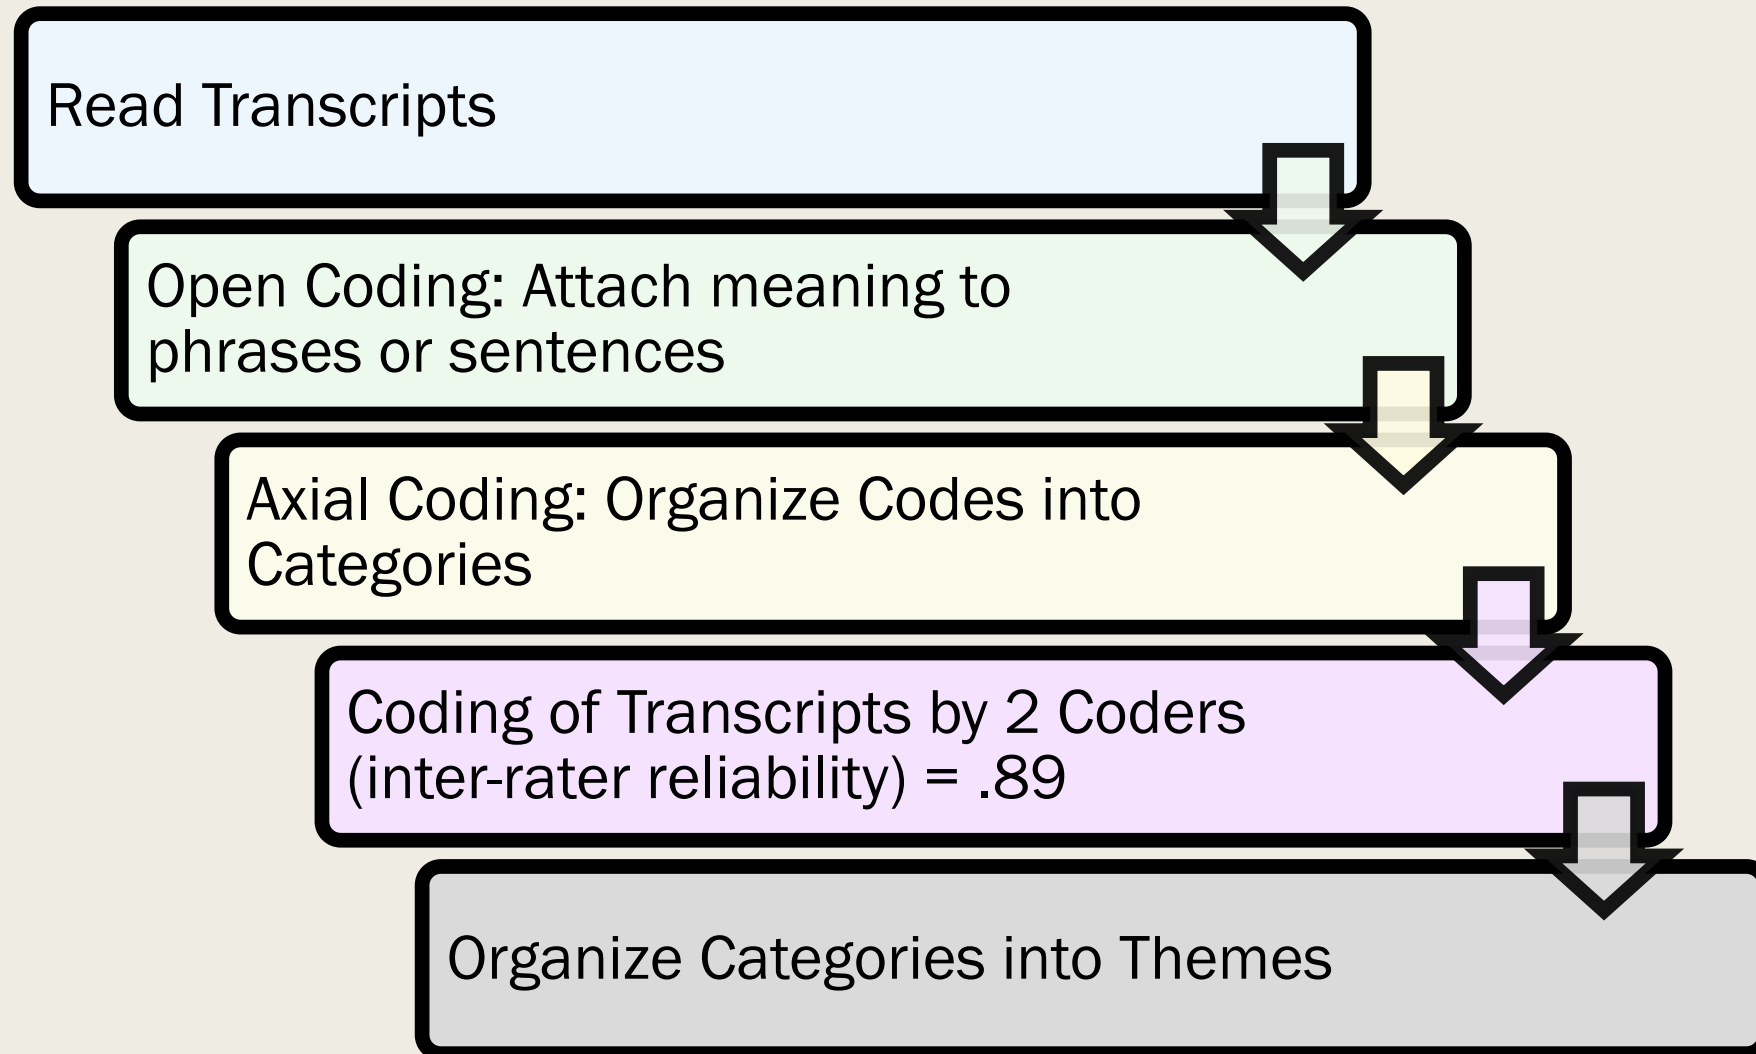 Read Transcripts
Open Coding: Attach meaning to
phrases or sentences
Axial Coding: Organize Codes into
Categories
Coding of Transcripts by 2 Coders
(inter-rater reliability) = .89
Organize Categories into Themes